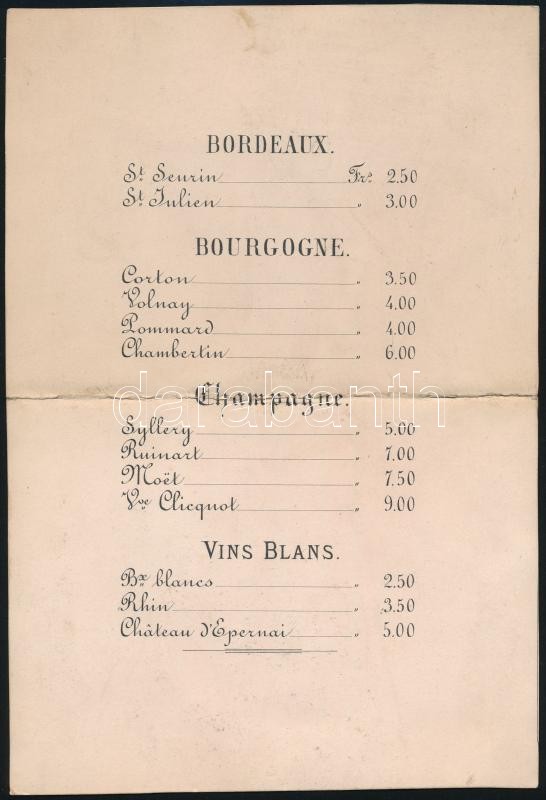 BORDEAUX.
St Seurin Frs 2.50
St Julien „ 3.00
BOURGOGNE.
Corton „ 3.50
Volnay „ 4.00
Pommard „ 4.00
Chambertin „ 6.00
Champagne.
darabanth
Syllery „ 5.00
Ruinart „ 7.00
Moët „ 7.50
Vve Clicquot „ 9.00
VINS BLANS.
Bx blancs „ 2.50
Rhin „ 3.50
Château d'Epernai „ 5.00